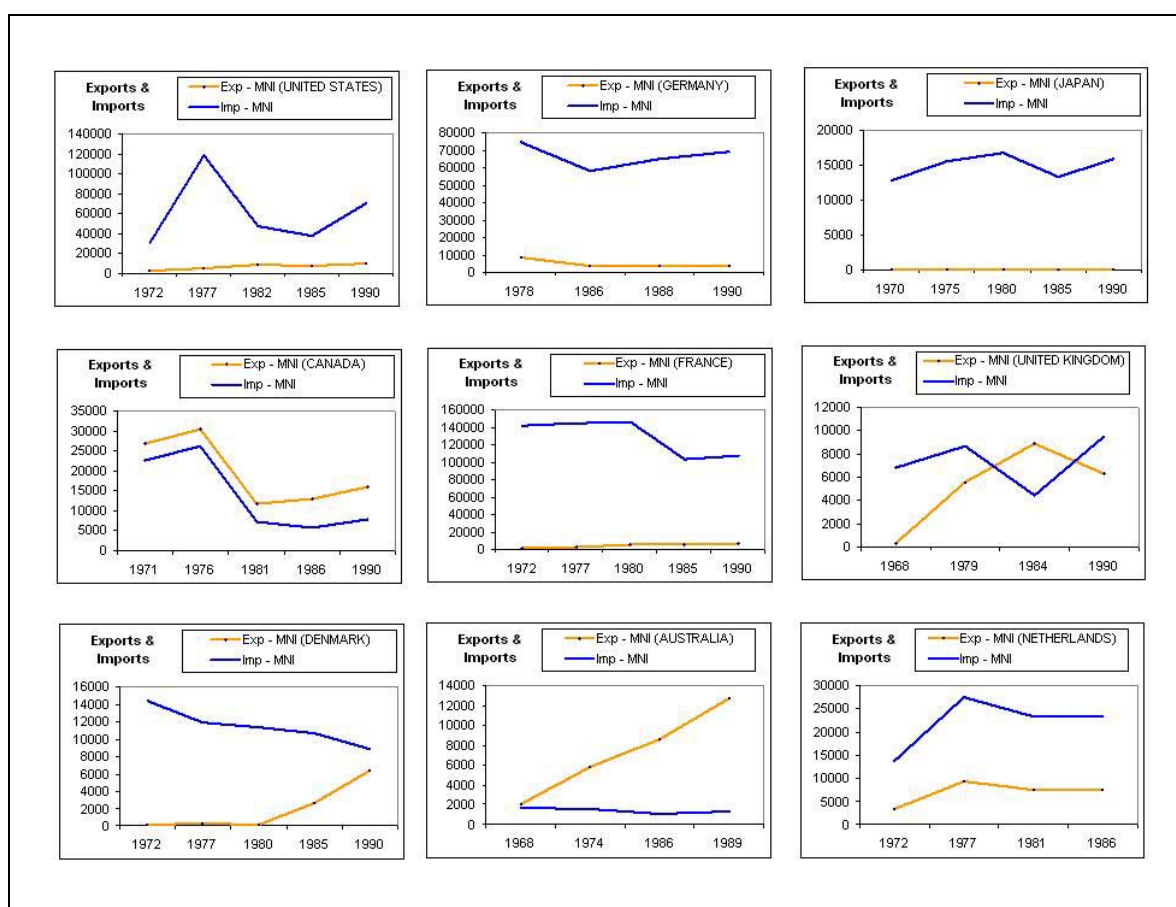 Exports &
Imports
Exp - MNI (UNITED STATES)
Imp - MNI
140000
120000
100000
80000
60000
40000
20000
0
1972 1977 1982 1985 1990
Exports &
Imports
Exp - MNI (GERMANY)
Imp - MNI
80000
70000
60000
50000
40000
30000
20000
10000
0
1978 1986 1988 1990
Exports &
Imports
Exp - MNI (JAPAN)
Imp - MNI
20000
15000
10000
5000
0
1970 1975 1980 1985 1990
Exports &
Imports
Exp - MNI (CANADA)
Imp - MNI
35000
30000
25000
20000
15000
10000
5000
0
1971 1976 1981 1986 1990
Exports &
Imports
Exp - MNI (FRANCE)
Imp - MNI
160000
140000
120000
100000
80000
60000
40000
20000
0
1972 1977 1980 1985 1990
Exports &
Imports
Exp - MNI (UNITED KINGDOM)
Imp - MNI
12000
10000
8000
6000
4000
2000
0
1968 1979 1984 1990
Exports &
Imports
Exp - MNI (DENMARK)
Imp - MNI
16000
14000
12000
10000
8000
6000
4000
2000
0
1972 1977 1980 1985 1990
Exports &
Imports
Exp - MNI (AUSTRALIA)
Imp - MNI
14000
12000
10000
8000
6000
4000
2000
0
1968 1974 1986 1989
Exports &
Imports
Exp - MNI (NETHERLANDS)
Imp - MNI
30000
25000
20000
15000
10000
5000
0
1972 1977 1981 1986